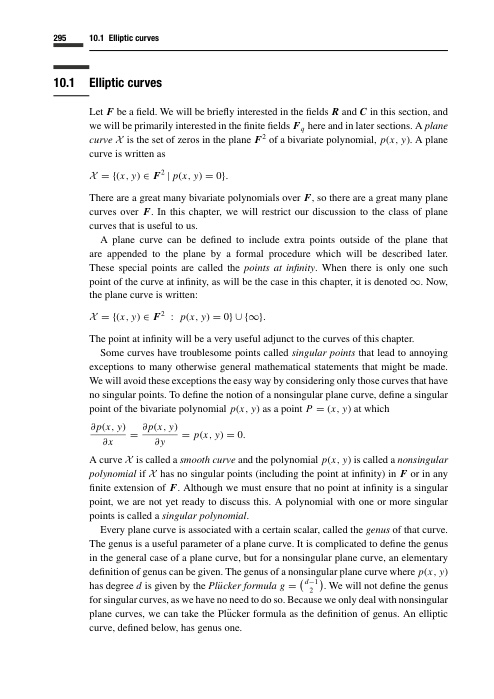 295 10.1 Elliptic curves
10.1 Elliptic curves
Let F be a field. We will be briefly interested in the fields R and C in this section, and
we will be primarily interested in the finite fields F_q here and in later sections. A plane
curve 𝒳 is the set of zeros in the plane F² of a bivariate polynomial, p(x, y). A plane
curve is written as
𝒳 = {(x, y) ∈ F² | p(x, y) = 0}.
There are a great many bivariate polynomials over F, so there are a great many plane
curves over F. In this chapter, we will restrict our discussion to the class of plane
curves that is useful to us.
A plane curve can be defined to include extra points outside of the plane that
are appended to the plane by a formal procedure which will be described later.
These special points are called the points at infinity. When there is only one such
point of the curve at infinity, as will be the case in this chapter, it is denoted ∞. Now,
the plane curve is written:
𝒳 = {(x, y) ∈ F² : p(x, y) = 0} ∪ {∞}.
The point at infinity will be a very useful adjunct to the curves of this chapter.
Some curves have troublesome points called singular points that lead to annoying
exceptions to many otherwise general mathematical statements that might be made.
We will avoid these exceptions the easy way by considering only those curves that have
no singular points. To define the notion of a nonsingular plane curve, define a singular
point of the bivariate polynomial p(x, y) as a point P = (x, y) at which
∂p(x, y)/∂x = ∂p(x, y)/∂y = p(x, y) = 0.
A curve 𝒳 is called a smooth curve and the polynomial p(x, y) is called a nonsingular
polynomial if 𝒳 has no singular points (including the point at infinity) in F or in any
finite extension of F. Although we must ensure that no point at infinity is a singular
point, we are not yet ready to discuss this. A polynomial with one or more singular
points is called a singular polynomial.
Every plane curve is associated with a certain scalar, called the genus of that curve.
The genus is a useful parameter of a plane curve. It is complicated to define the genus
in the general case of a plane curve, but for a nonsingular plane curve, an elementary
definition of genus can be given. The genus of a nonsingular plane curve where p(x, y)
has degree d is given by the Plücker formula g = (d−1 2). We will not define the genus
for singular curves, as we have no need to do so. Because we only deal with nonsingular
plane curves, we can take the Plücker formula as the definition of genus. An elliptic
curve, defined below, has genus one.